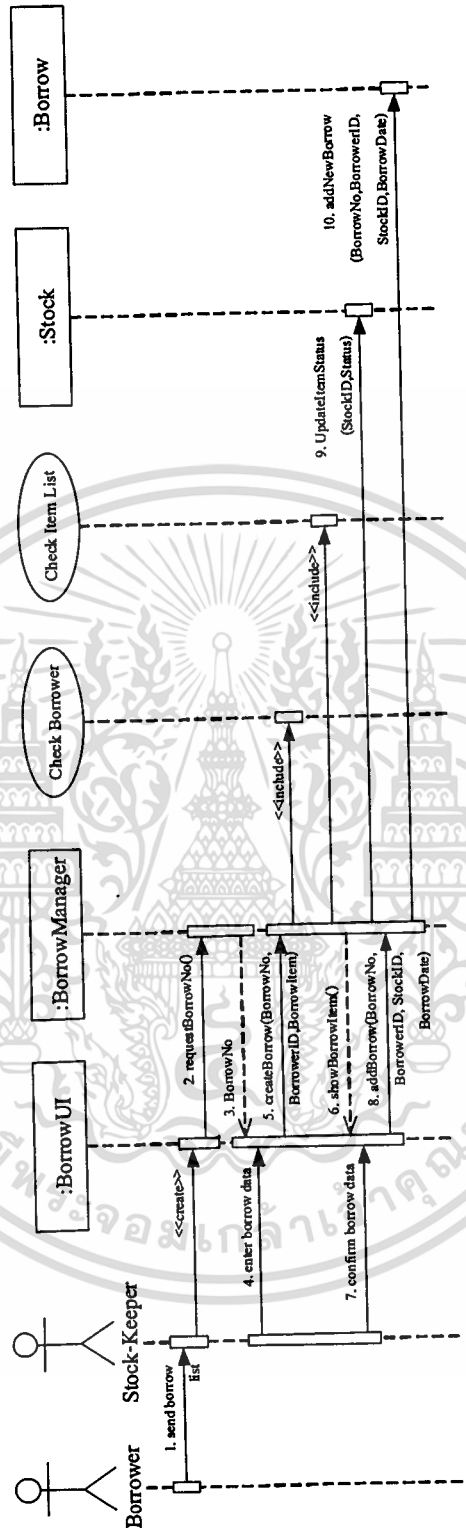 Borrower
Stock-Keeper
:BorrowUI
:BorrowManager
Check Borrower
Check Item List
:Stock
:Borrow
1. send borrow
list
<<create>>
2. requestBorrowNo()
3. BorrowNo
4. enter borrow data
5. createBorrow(BorrowNo,
BorrowerID,BorrowItem)
<<include>>
<<include>>
6. showBorrowItem()
7. confirm borrow data
8. addBorrow(BorrowNo,
BorrowerID, StockID,
BorrowDate)
9. UpdateItemStatus
(StockID,Status)
10. addNewBorrow
(BorrowNo,BorrowerID,
StockID,BorrowDate)